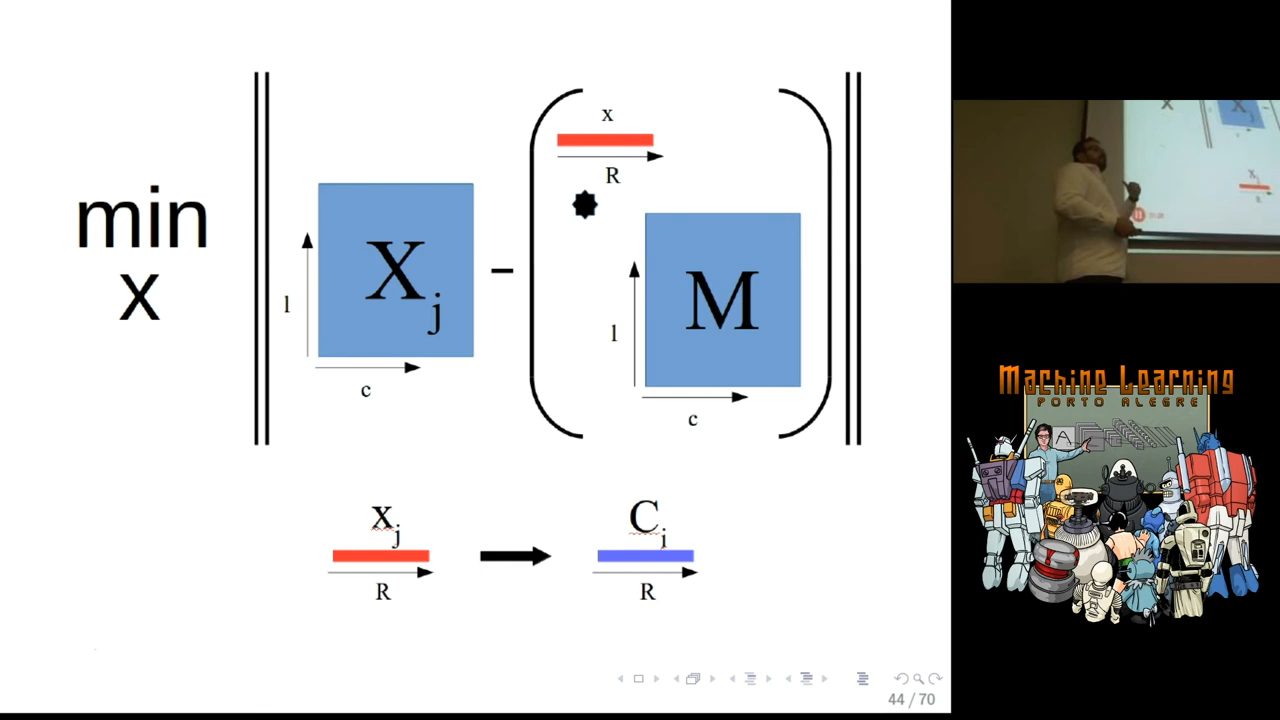 min
x
X j
l
c
-
x
R
M
l
c
x j
R
C i
R
44 / 70
Machine Learning
PORTO ALEGRE
A